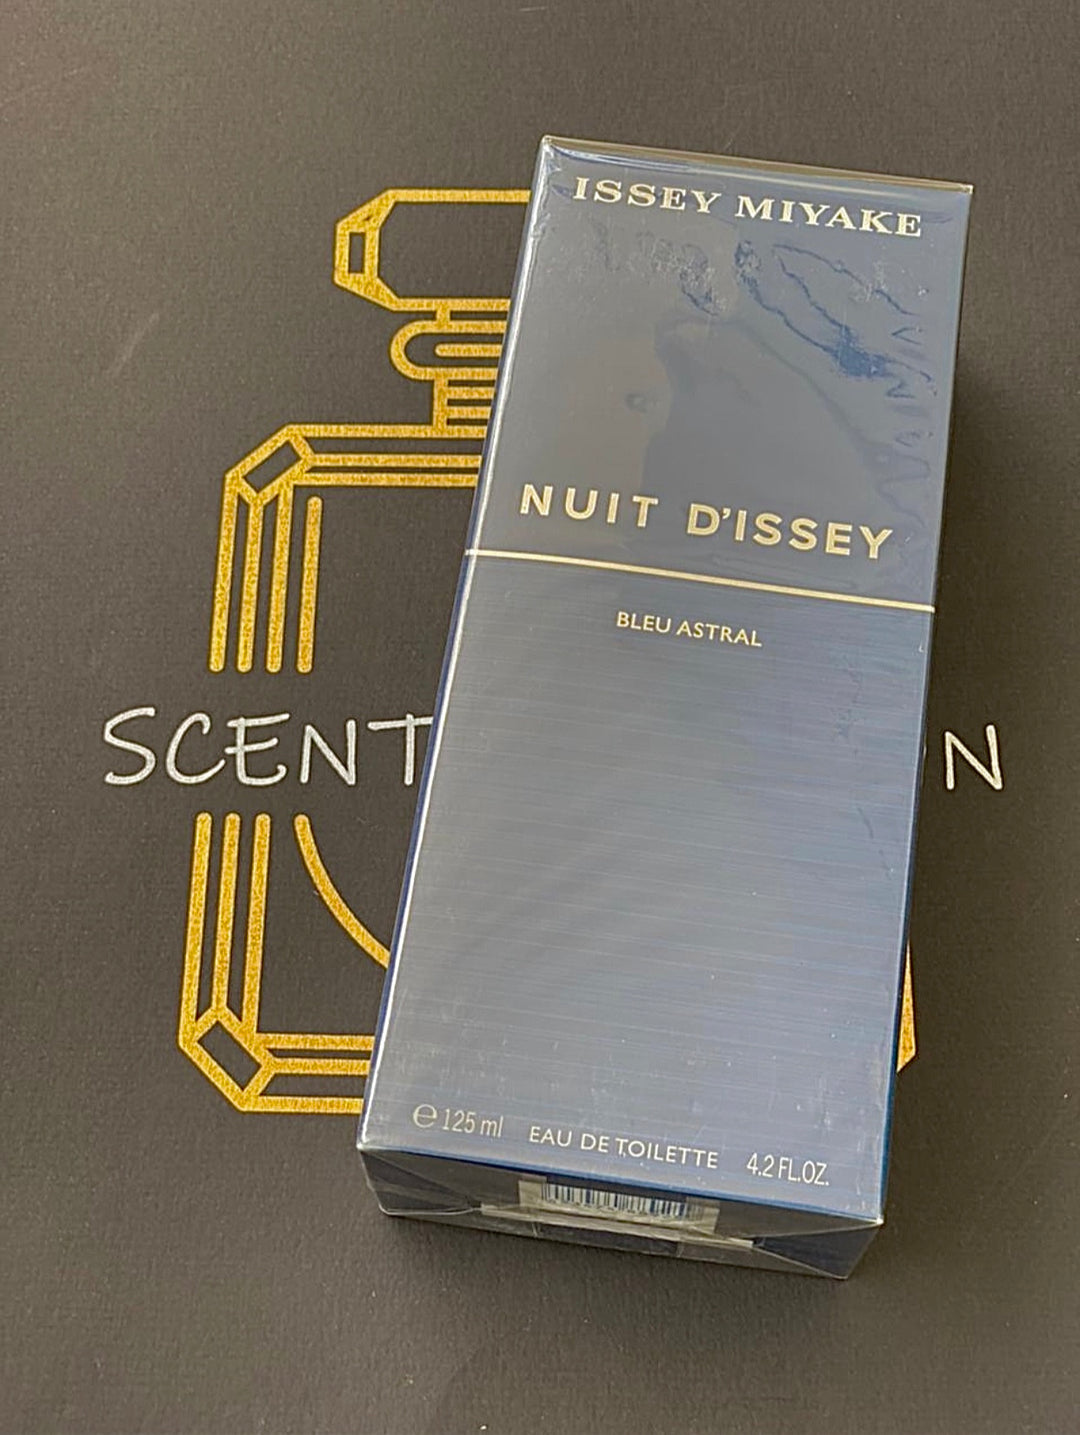 ISSEY MIYAKE
NUIT D'ISSEY
BLEU ASTRAL
SCENT N
℮ 125 ml EAU DE TOILETTE 4.2 FL.OZ.